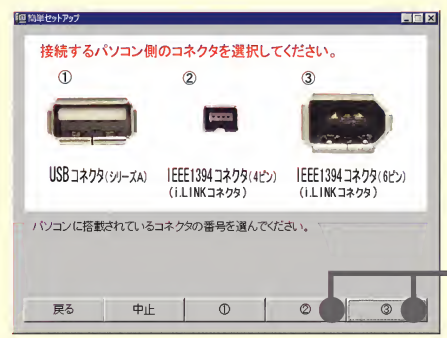 簡単セットアップ
接続するパソコン側のコネクタを選択してください。
① ② ③
USBコネクタ(シリーズA) IEEE1394コネクタ(4ピン) IEEE1394コネクタ(6ピン)
(i.LINKコネクタ) (i.LINKコネクタ)
パソコンに搭載されているコネクタの番号を選んでください。
戻る 中止 ① ② ③